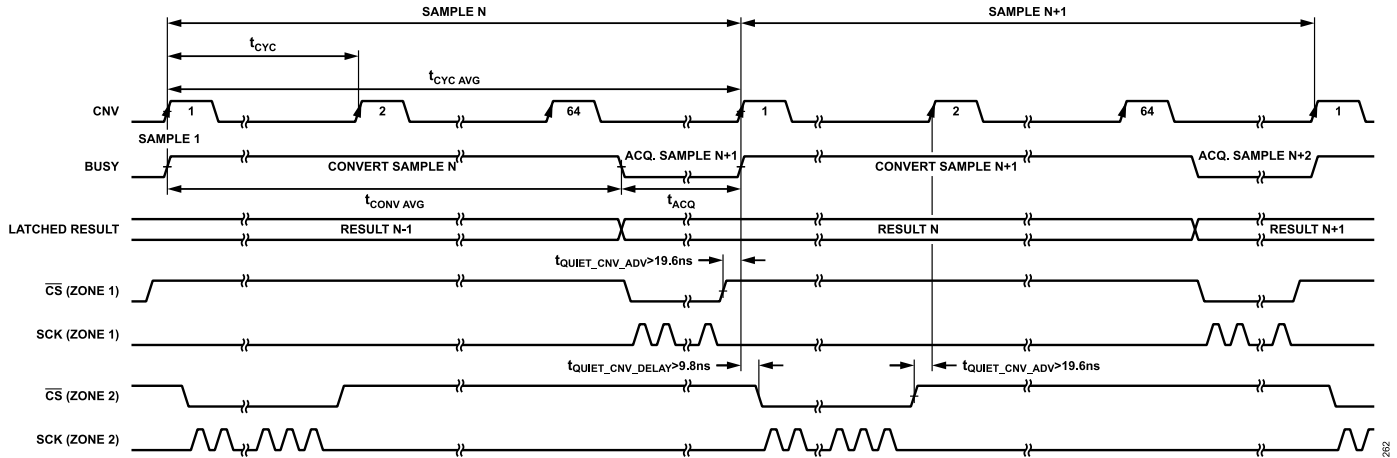 SAMPLE N SAMPLE N+1
tCYC
tCYC AVG
CNV 1 2 64 1 2 64 1
SAMPLE 1
BUSY CONVERT SAMPLE N ACQ. SAMPLE N+1 CONVERT SAMPLE N+1 ACQ. SAMPLE N+2
tCONV AVG tACQ
LATCHED RESULT RESULT N-1 RESULT N RESULT N+1
tQUIET_CNV_ADV>19.6ns
CS (ZONE 1)
SCK (ZONE 1)
tQUIET_CNV_DELAY>9.8ns tQUIET_CNV_ADV>19.6ns
CS (ZONE 2)
SCK (ZONE 2)
262